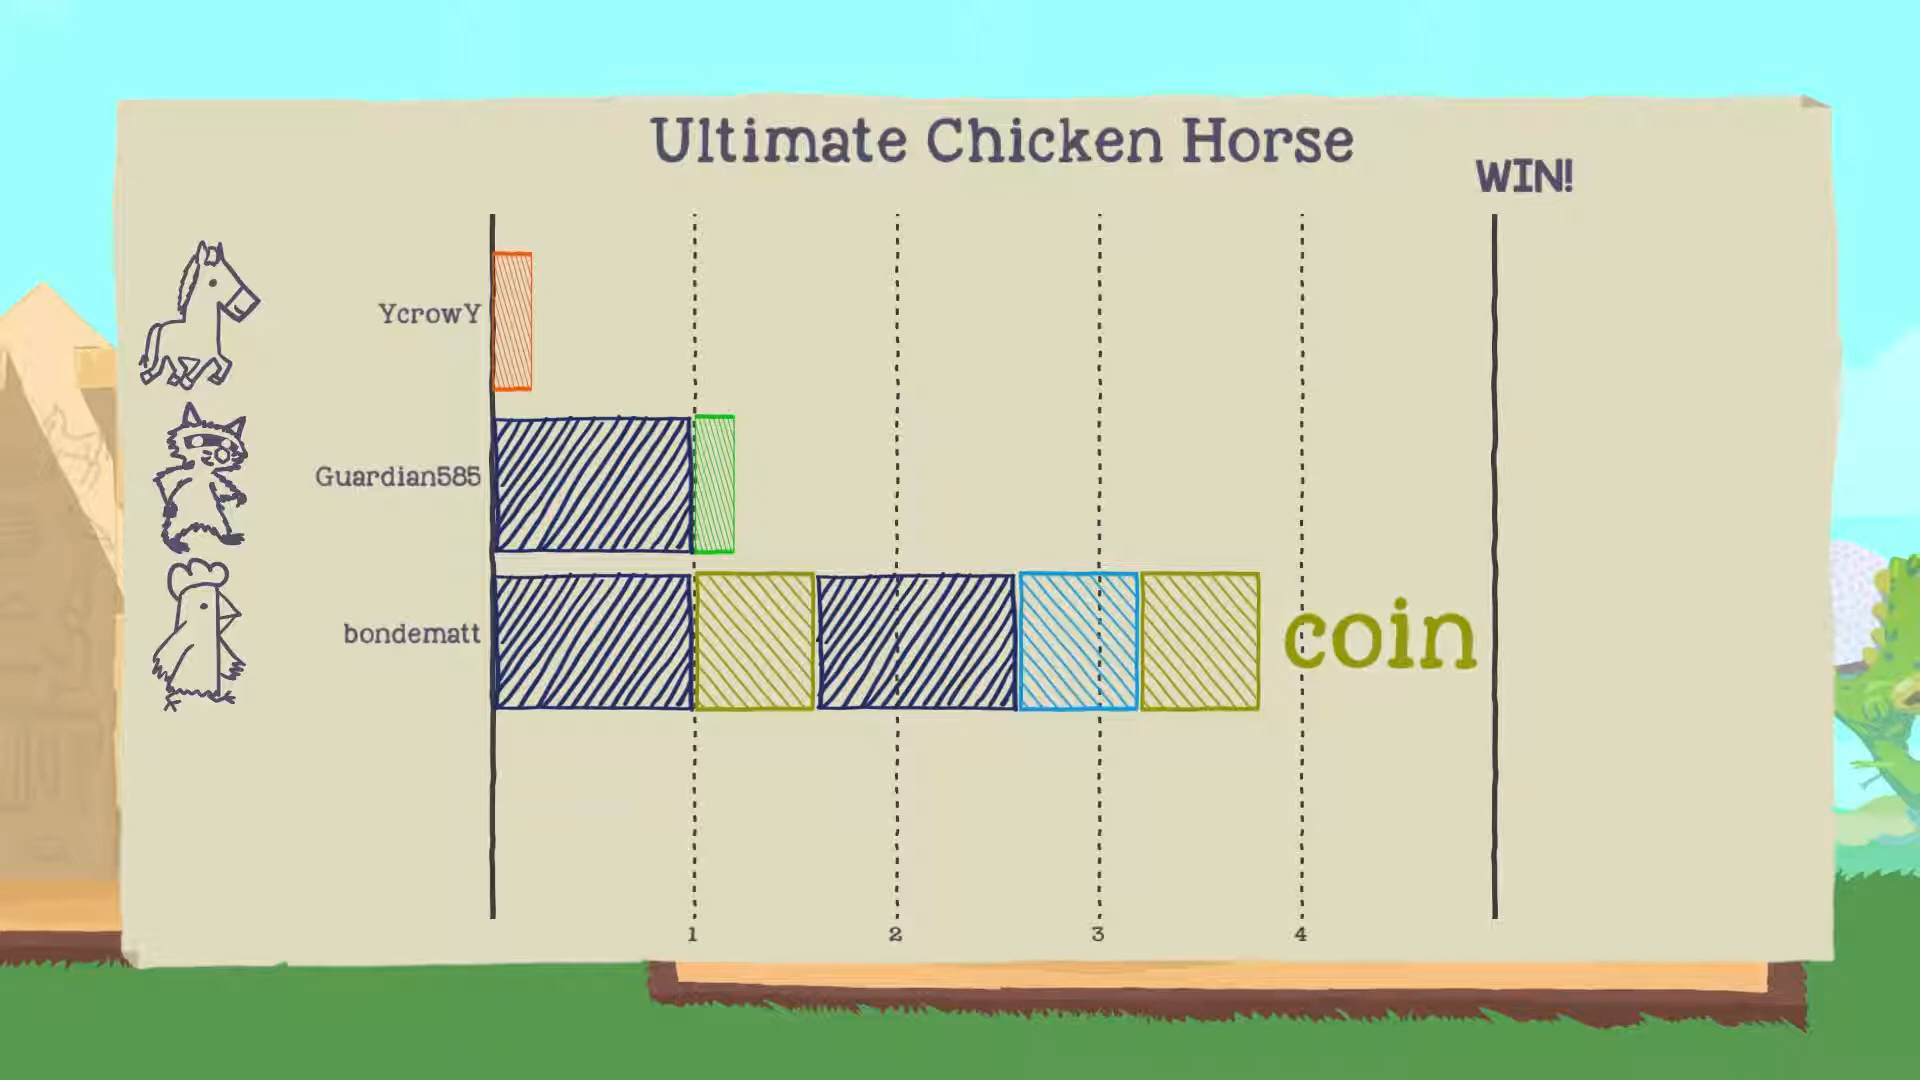 Ultimate Chicken Horse
WIN!
YcrowY
Guardian585
bondematt
coin
1 2 3 4